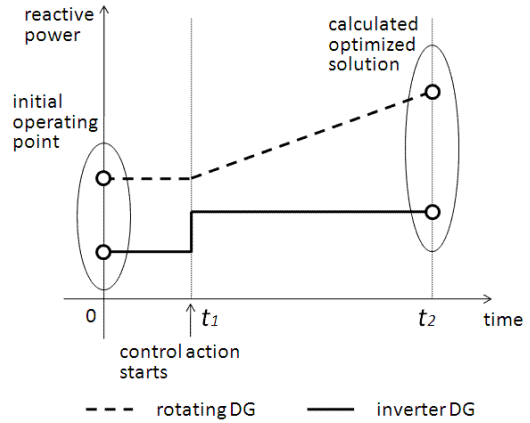 reactive
power
calculated
optimized
solution
initial
operating
point
0
t1
t2
time
control action
starts
rotating DG
inverter DG